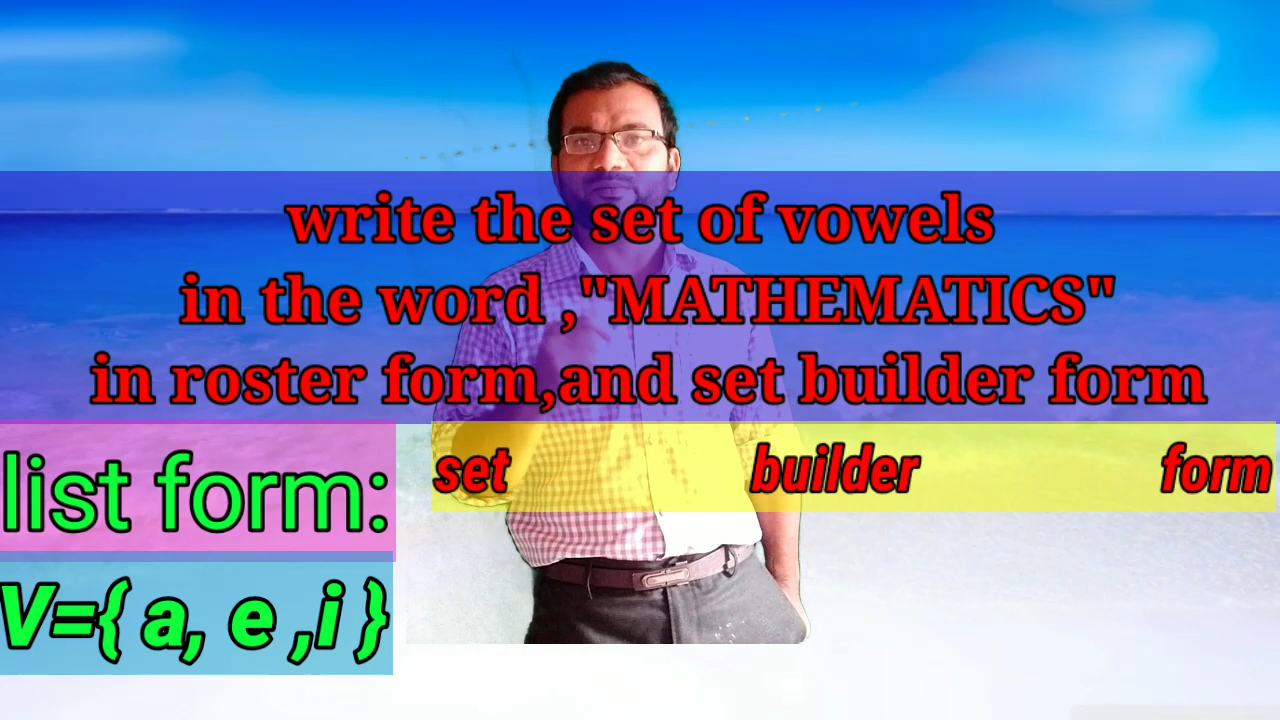 write the set of vowels
in the word , "MATHEMATICS"
in roster form,and set builder form
list form:
set builder form
V={ a, e ,i }